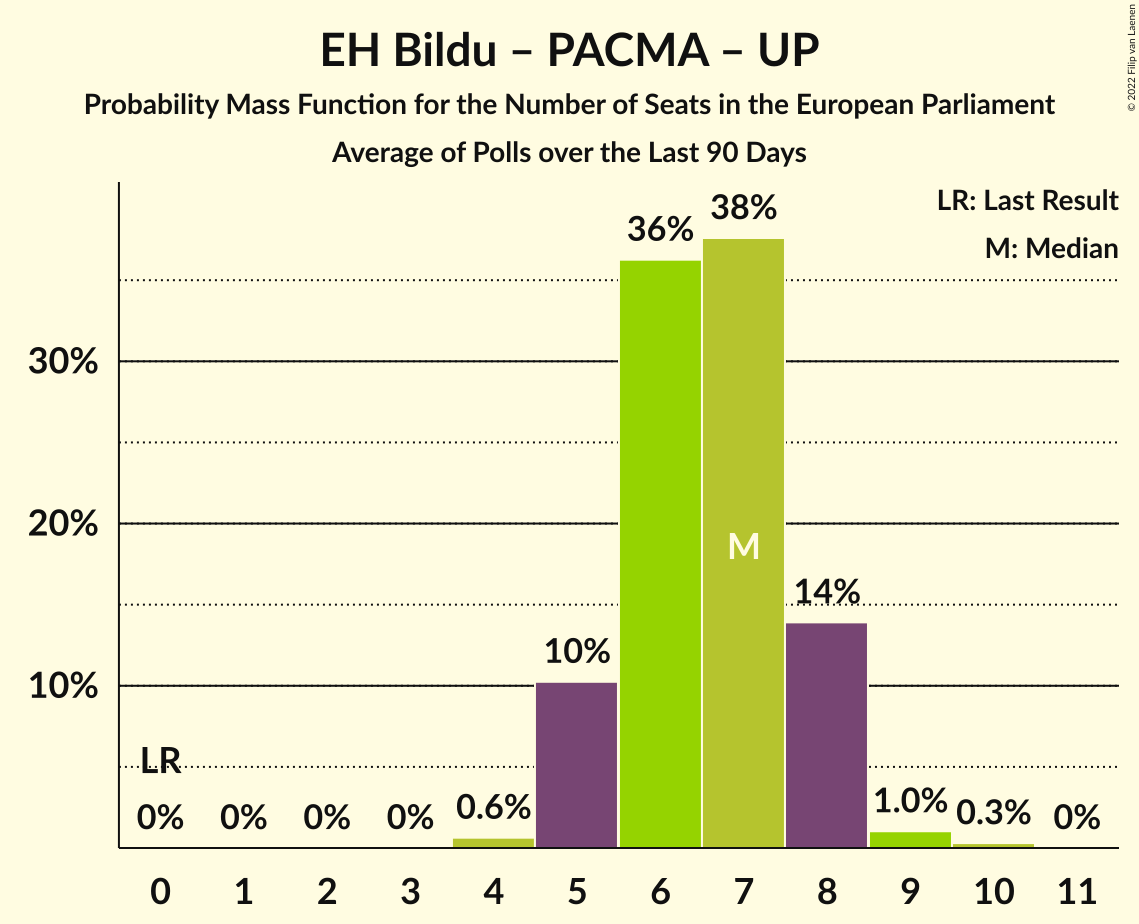 EH Bildu – PACMA – UP
Probability Mass Function for the Number of Seats in the European Parliament
Average of Polls over the Last 90 Days
© 2022 Filip van Laenen
LR: Last Result
M: Median
38%
36%
30%
20%
M
14%
10%
10%
LR
0% 0% 0% 0% 0.6% 1.0% 0.3% 0%
0 1 2 3 4 5 6 7 8 9 10 11